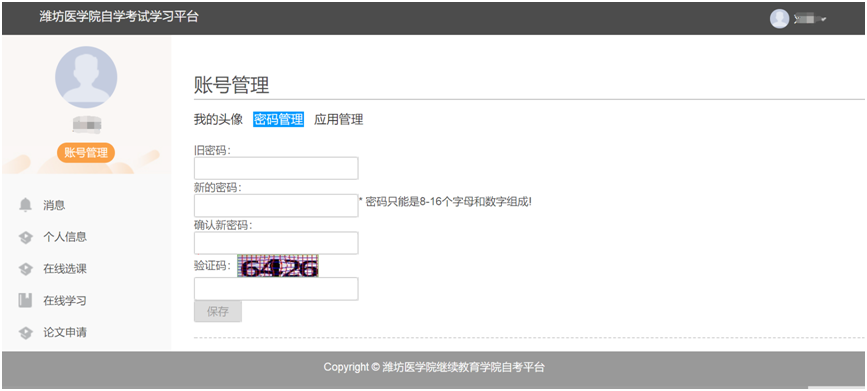 潍坊医学院自学考试学习平台
账号管理
消息
个人信息
在线选课
在线学习
论文申请
账号管理
我的头像 密码管理 应用管理
旧密码：
新的密码：
* 密码只能是8-16个字母和数字组成!
确认新密码：
验证码： 6426
保存
Copyright © 潍坊医学院继续教育学院自考平台